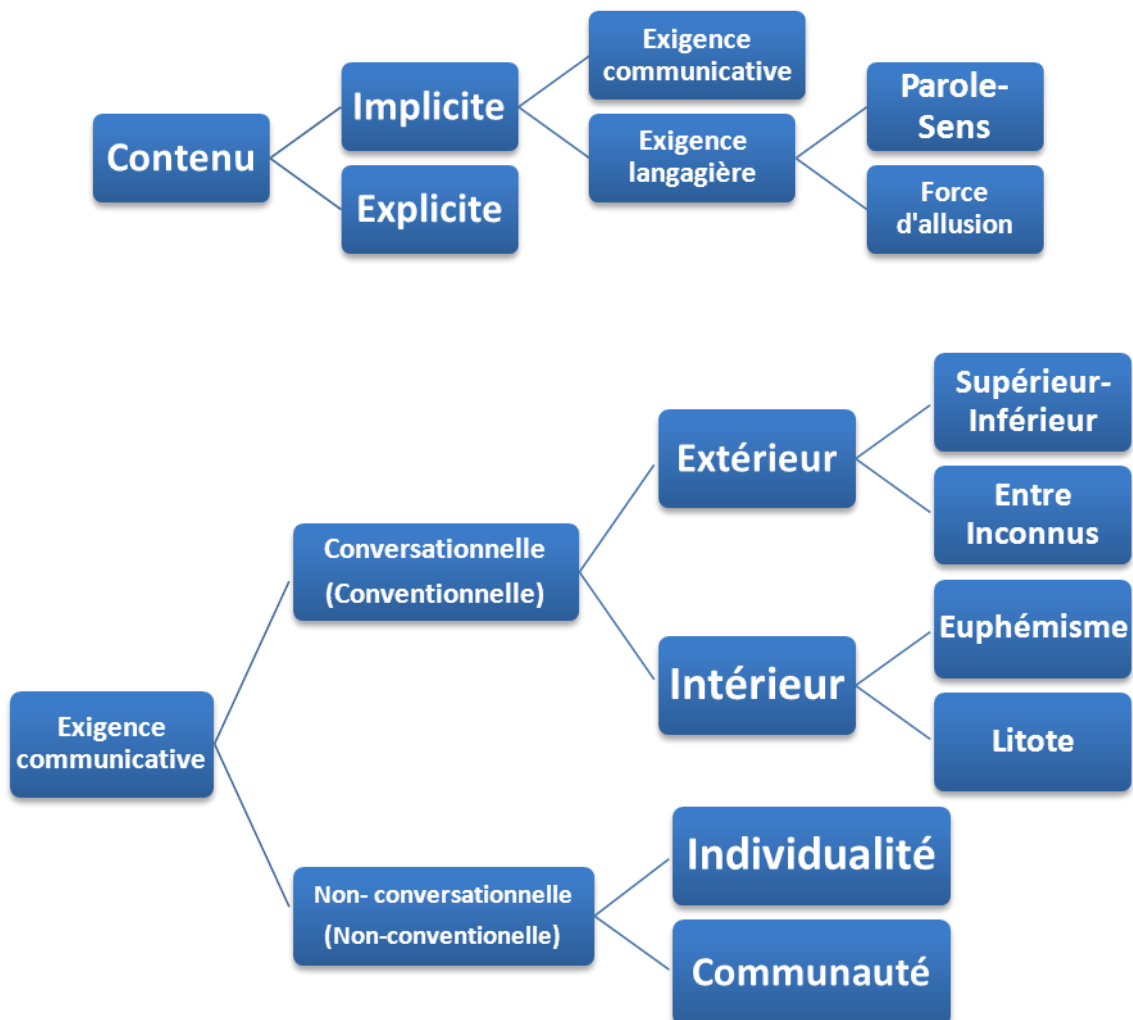 Exigence
communicative
Implicite
Parole-
Sens
Contenu
Exigence
langagière
Explicite
Force
d'allusion
Supérieur-
Inférieur
Extérieur
Entre
Inconnus
Conversationnelle
(Conventionnelle)
Euphémisme
Intérieur
Litote
Exigence
communicative
Individualité
Non- conversationnelle
(Non-conventionelle)
Communauté